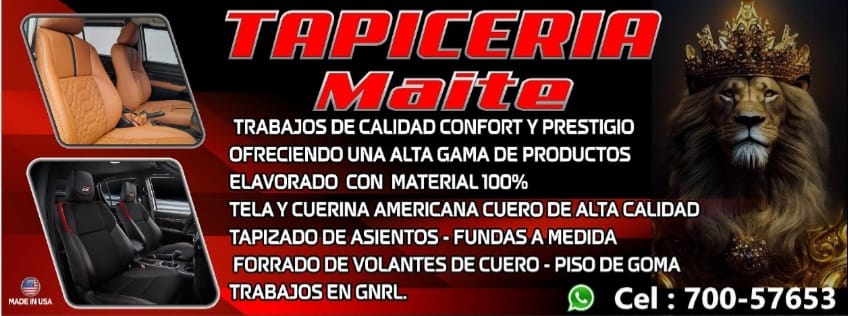 TAPICERIA
Maite
TRABAJOS DE CALIDAD CONFORT Y PRESTIGIO
OFRECIENDO UNA ALTA GAMA DE PRODUCTOS
ELAVORADO CON MATERIAL 100%
TELA Y CUERINA AMERICANA CUERO DE ALTA CALIDAD
TAPIZADO DE ASIENTOS - FUNDAS A MEDIDA
FORRADO DE VOLANTES DE CUERO - PISO DE GOMA
TRABAJOS EN GNRL.
MADE IN USA
Cel : 700-57653